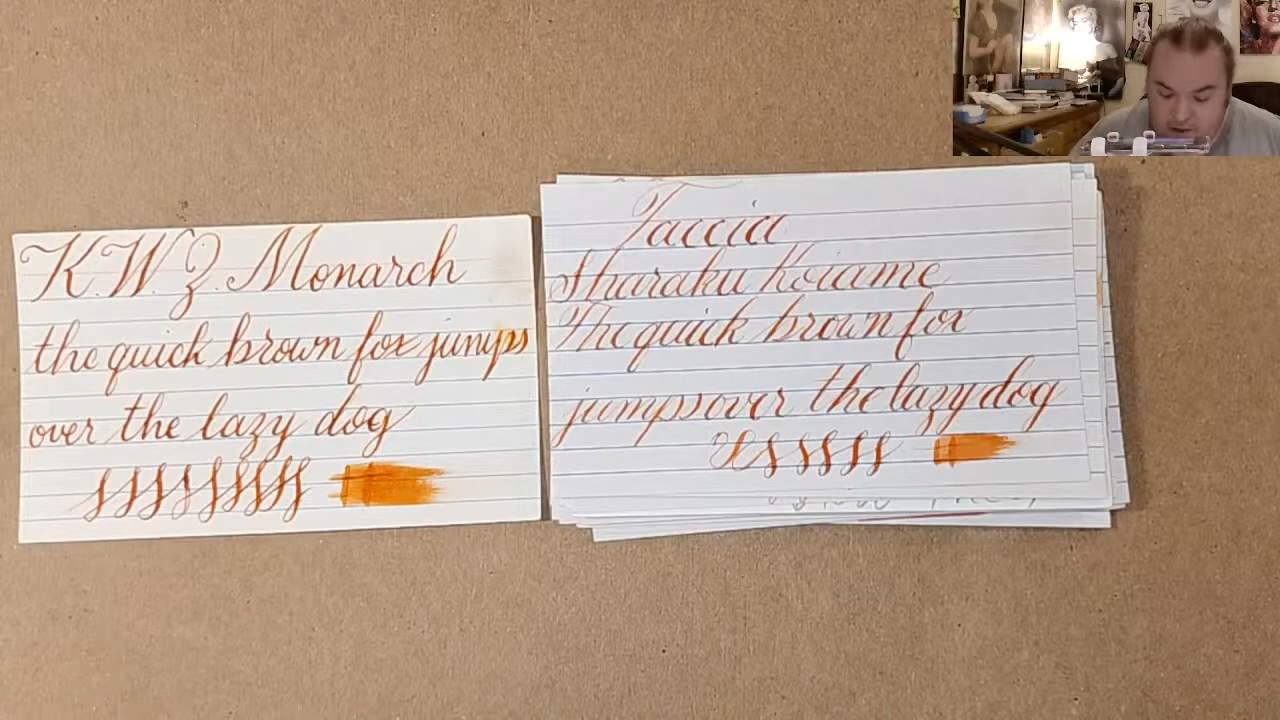 K.W.Z. Monarch
the quick brown fox jumps
over the lazy dog
Taccia
Sharaku Koiame
The quick brown fox
jumps over the lazy dog